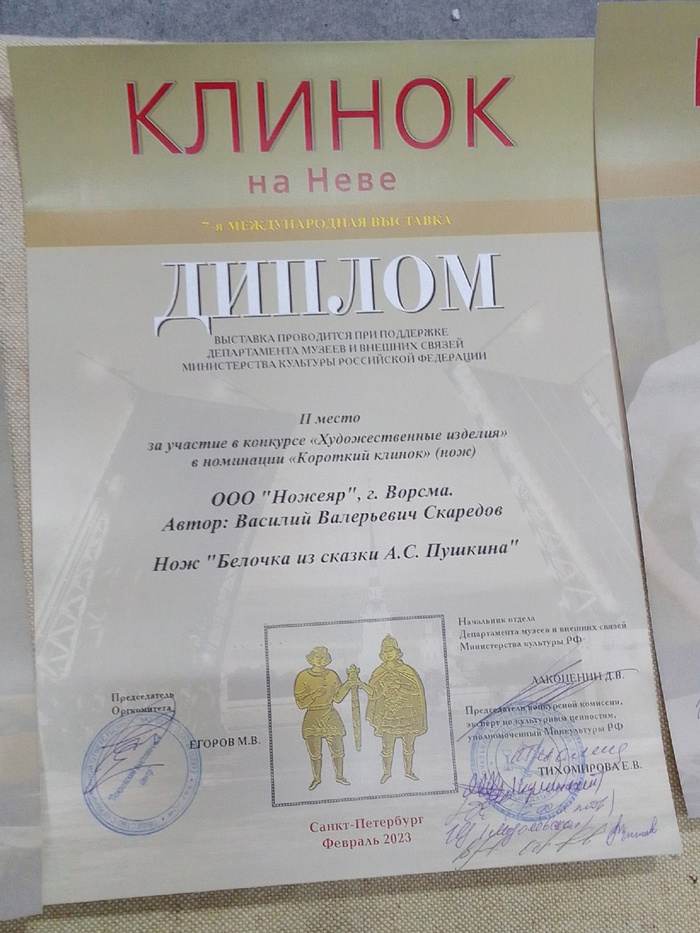 КЛИНОК
на Неве
7-я МЕЖДУНАРОДНАЯ ВЫСТАВКА
ДИПЛОМ
ВЫСТАВКА ПРОВОДИТСЯ ПРИ ПОДДЕРЖКЕ
ДЕПАРТАМЕНТА МУЗЕЕВ И ВНЕШНИХ СВЯЗЕЙ
МИНИСТЕРСТВА КУЛЬТУРЫ РОССИЙСКОЙ ФЕДЕРАЦИИ
II место
за участие в конкурсе «Художественные изделия»
в номинации «Короткий клинок» (нож)
ООО "Ножеяр", г. Ворсма.
Автор: Василий Валерьевич Скаредов
Нож "Белочка из сказки А.С. Пушкина"
Начальник отдела
Департамента музеев и внешних связей
Министерства культуры РФ
ЛАКОЦЕНИН Д.В.
Председатель
Оргкомитета
ЕГОРОВ М.В.
Председатель конкурсной комиссии,
эксперт по культурным ценностям,
уполномоченный Минкультуры РФ
ТИХОМИРОВА Е.В.
Санкт-Петербург
Февраль 2023